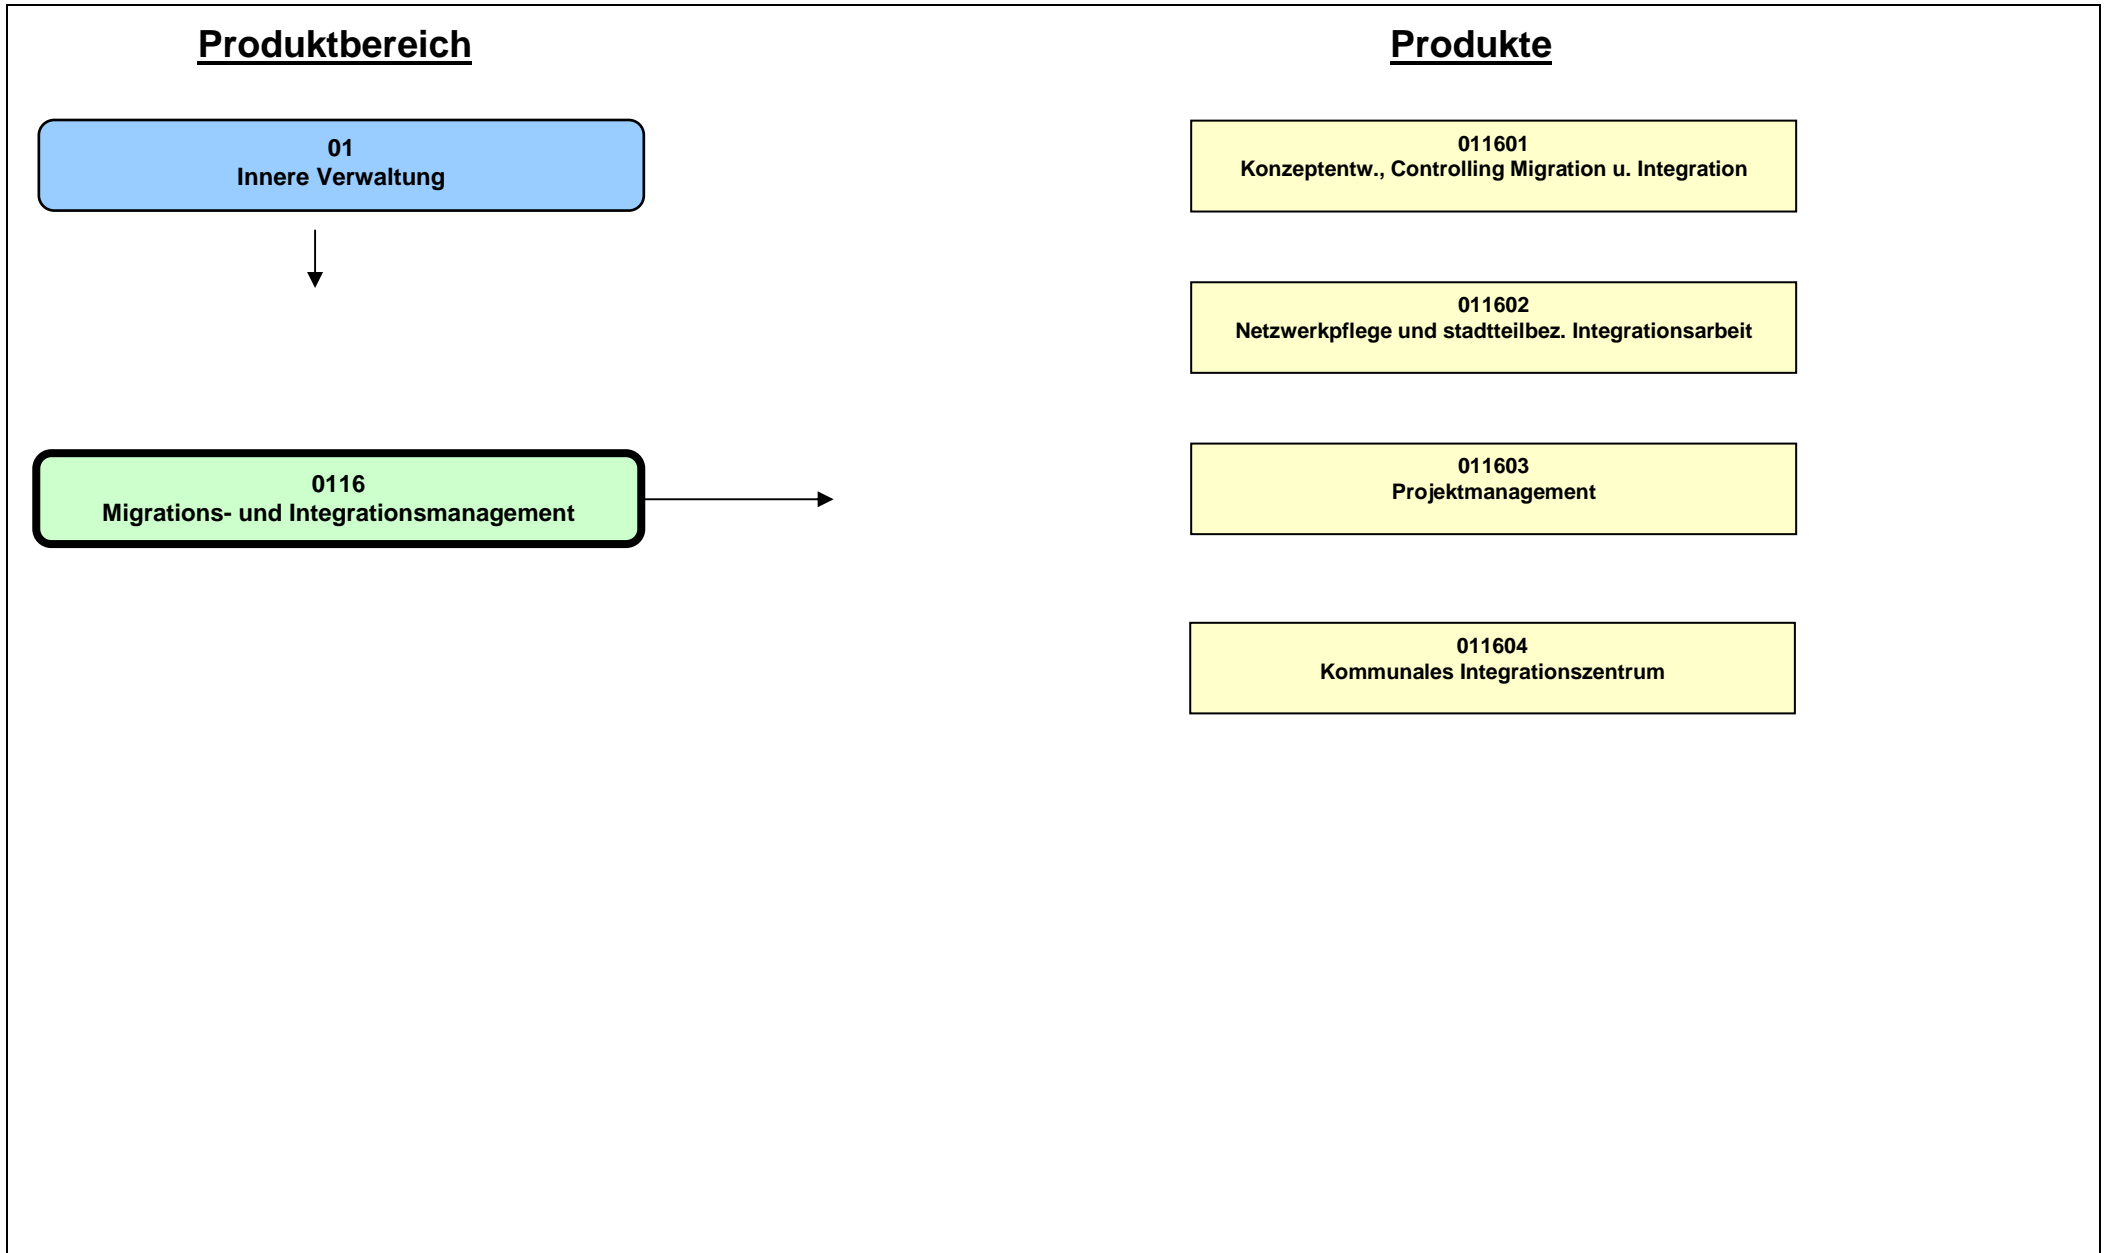 Produktbereich
Produkte
01
Innere Verwaltung
0116
Migrations- und Integrationsmanagement
011601
Konzeptentw., Controlling Migration u. Integration
011602
Netzwerkpflege und stadtteilbez. Integrationsarbeit
011603
Projektmanagement
011604
Kommunales Integrationszentrum